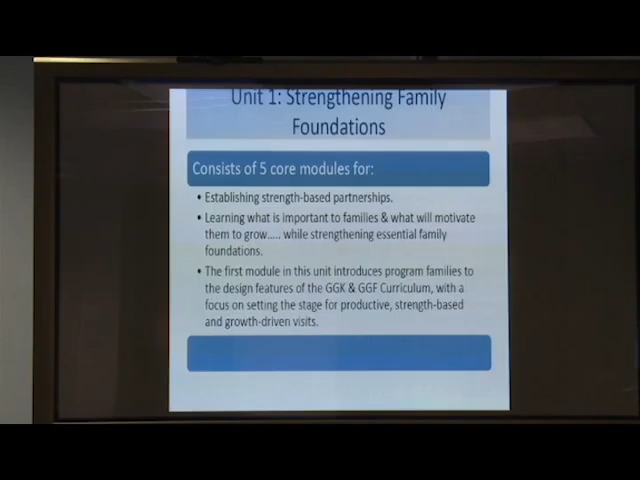 Unit 1: Strengthening Family
Foundations
Consists of 5 core modules for:
• Establishing strength-based partnerships.
• Learning what is important to families & what will motivate
them to grow..... while strengthening essential family
foundations.
• The first module in this unit introduces program families to
the design features of the GGK & GGF Curriculum, with a
focus on setting the stage for productive, strength-based
and growth-driven visits.